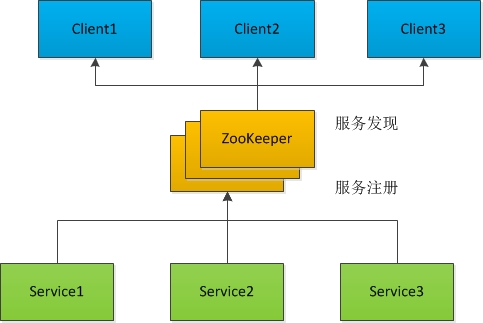 Client1
Client2
Client3
ZooKeeper
服务发现
服务注册
Service1
Service2
Service3